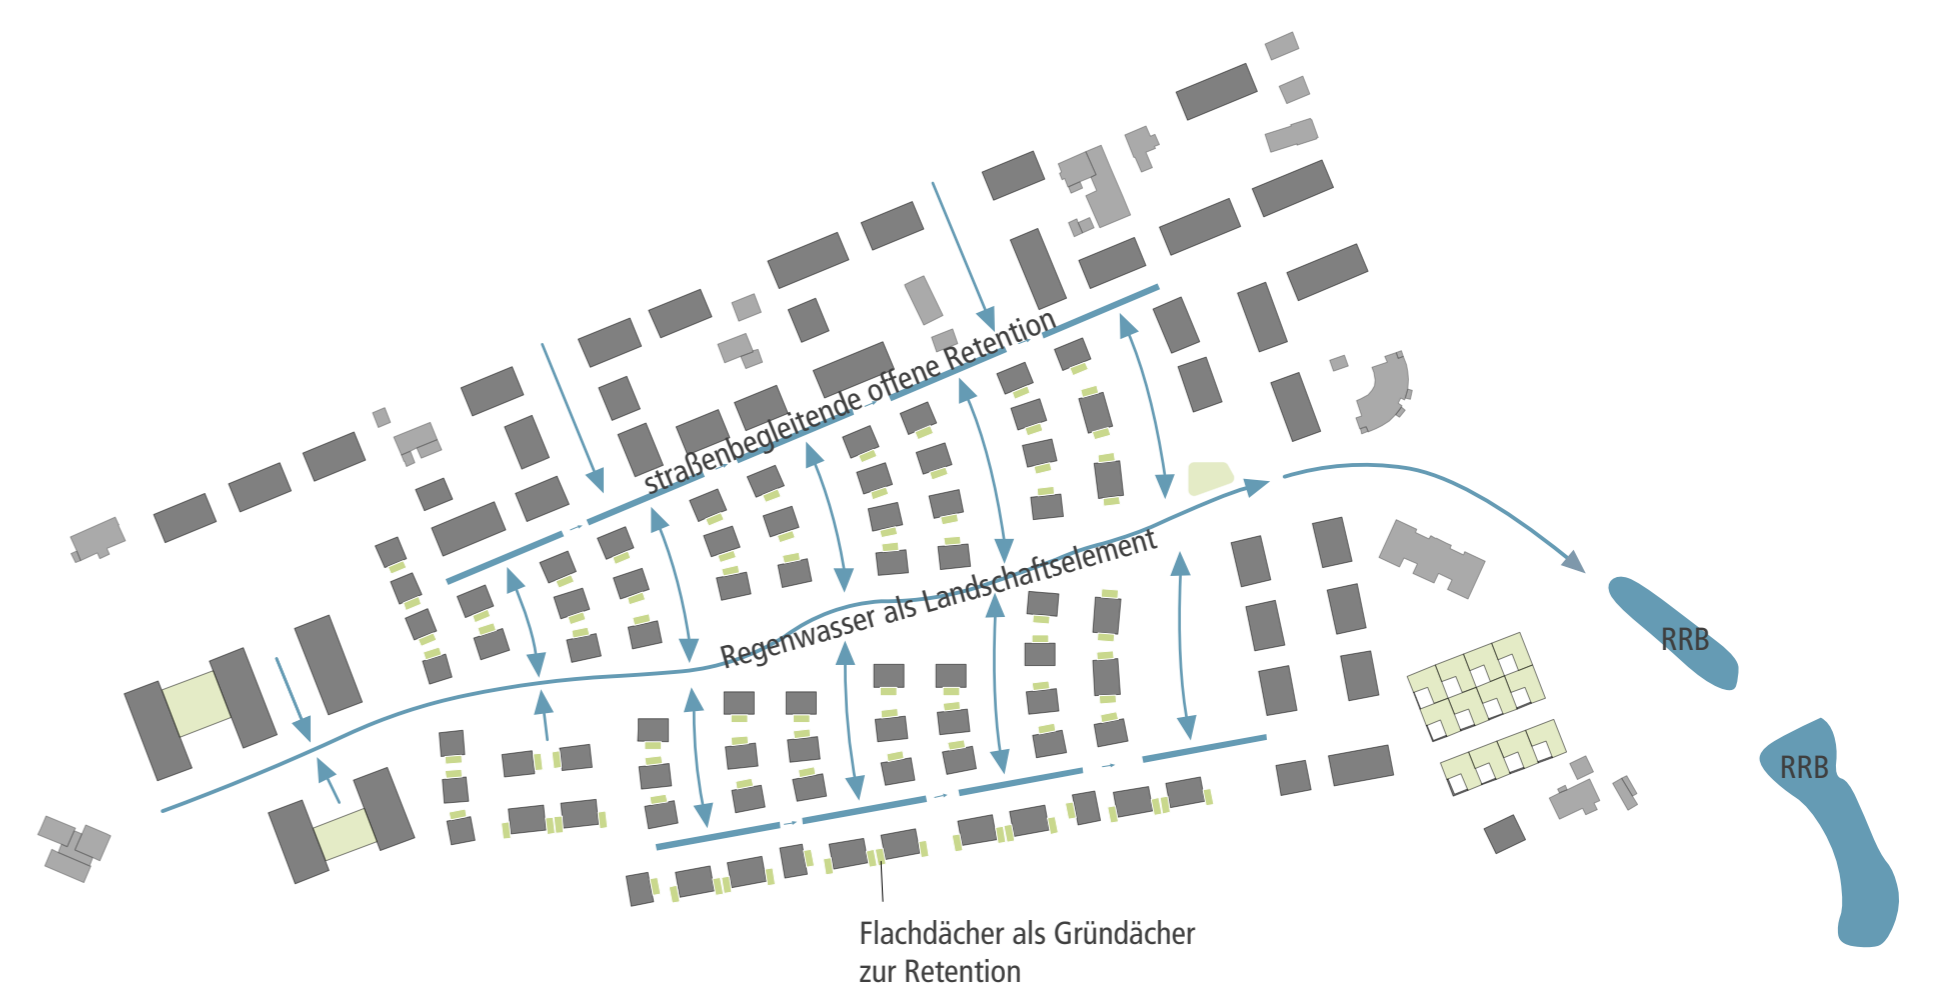 straßenbegleitende offene Retention
Regenwasser als Landschaftselement
RRB
RRB
Flachdächer als Gründächer
zur Retention